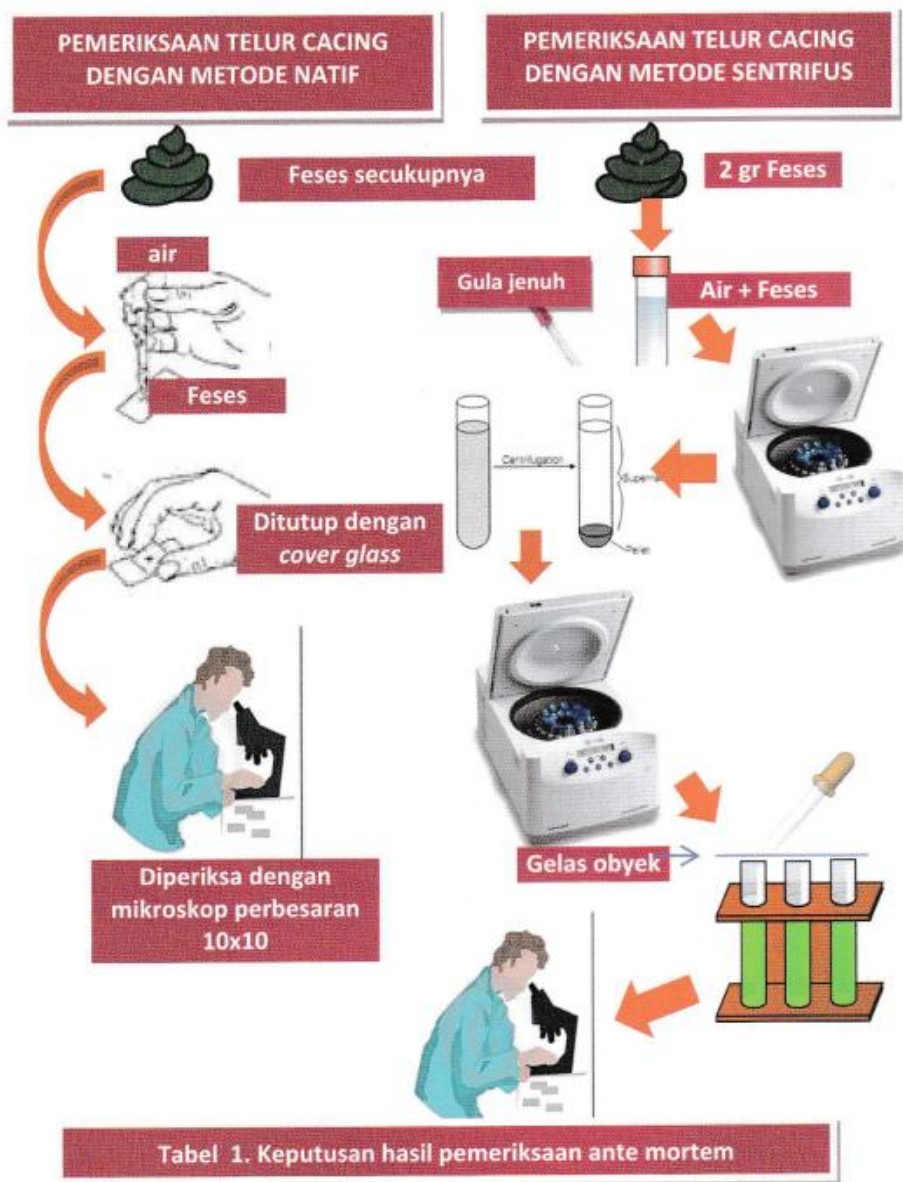 PEMERIKSAAN TELUR CACING
DENGAN METODE NATIF
PEMERIKSAAN TELUR CACING
DENGAN METODE SENTRIFUS
Feses secukupnya
2 gr Feses
air
Gula jenuh
Air + Feses
Feses
Centrifugation
Pellet
Ditutup dengan
cover glass
Diperiksa dengan
mikroskop perbesaran
10x10
Gelas obyek
Tabel 1. Keputusan hasil pemeriksaan ante mortem